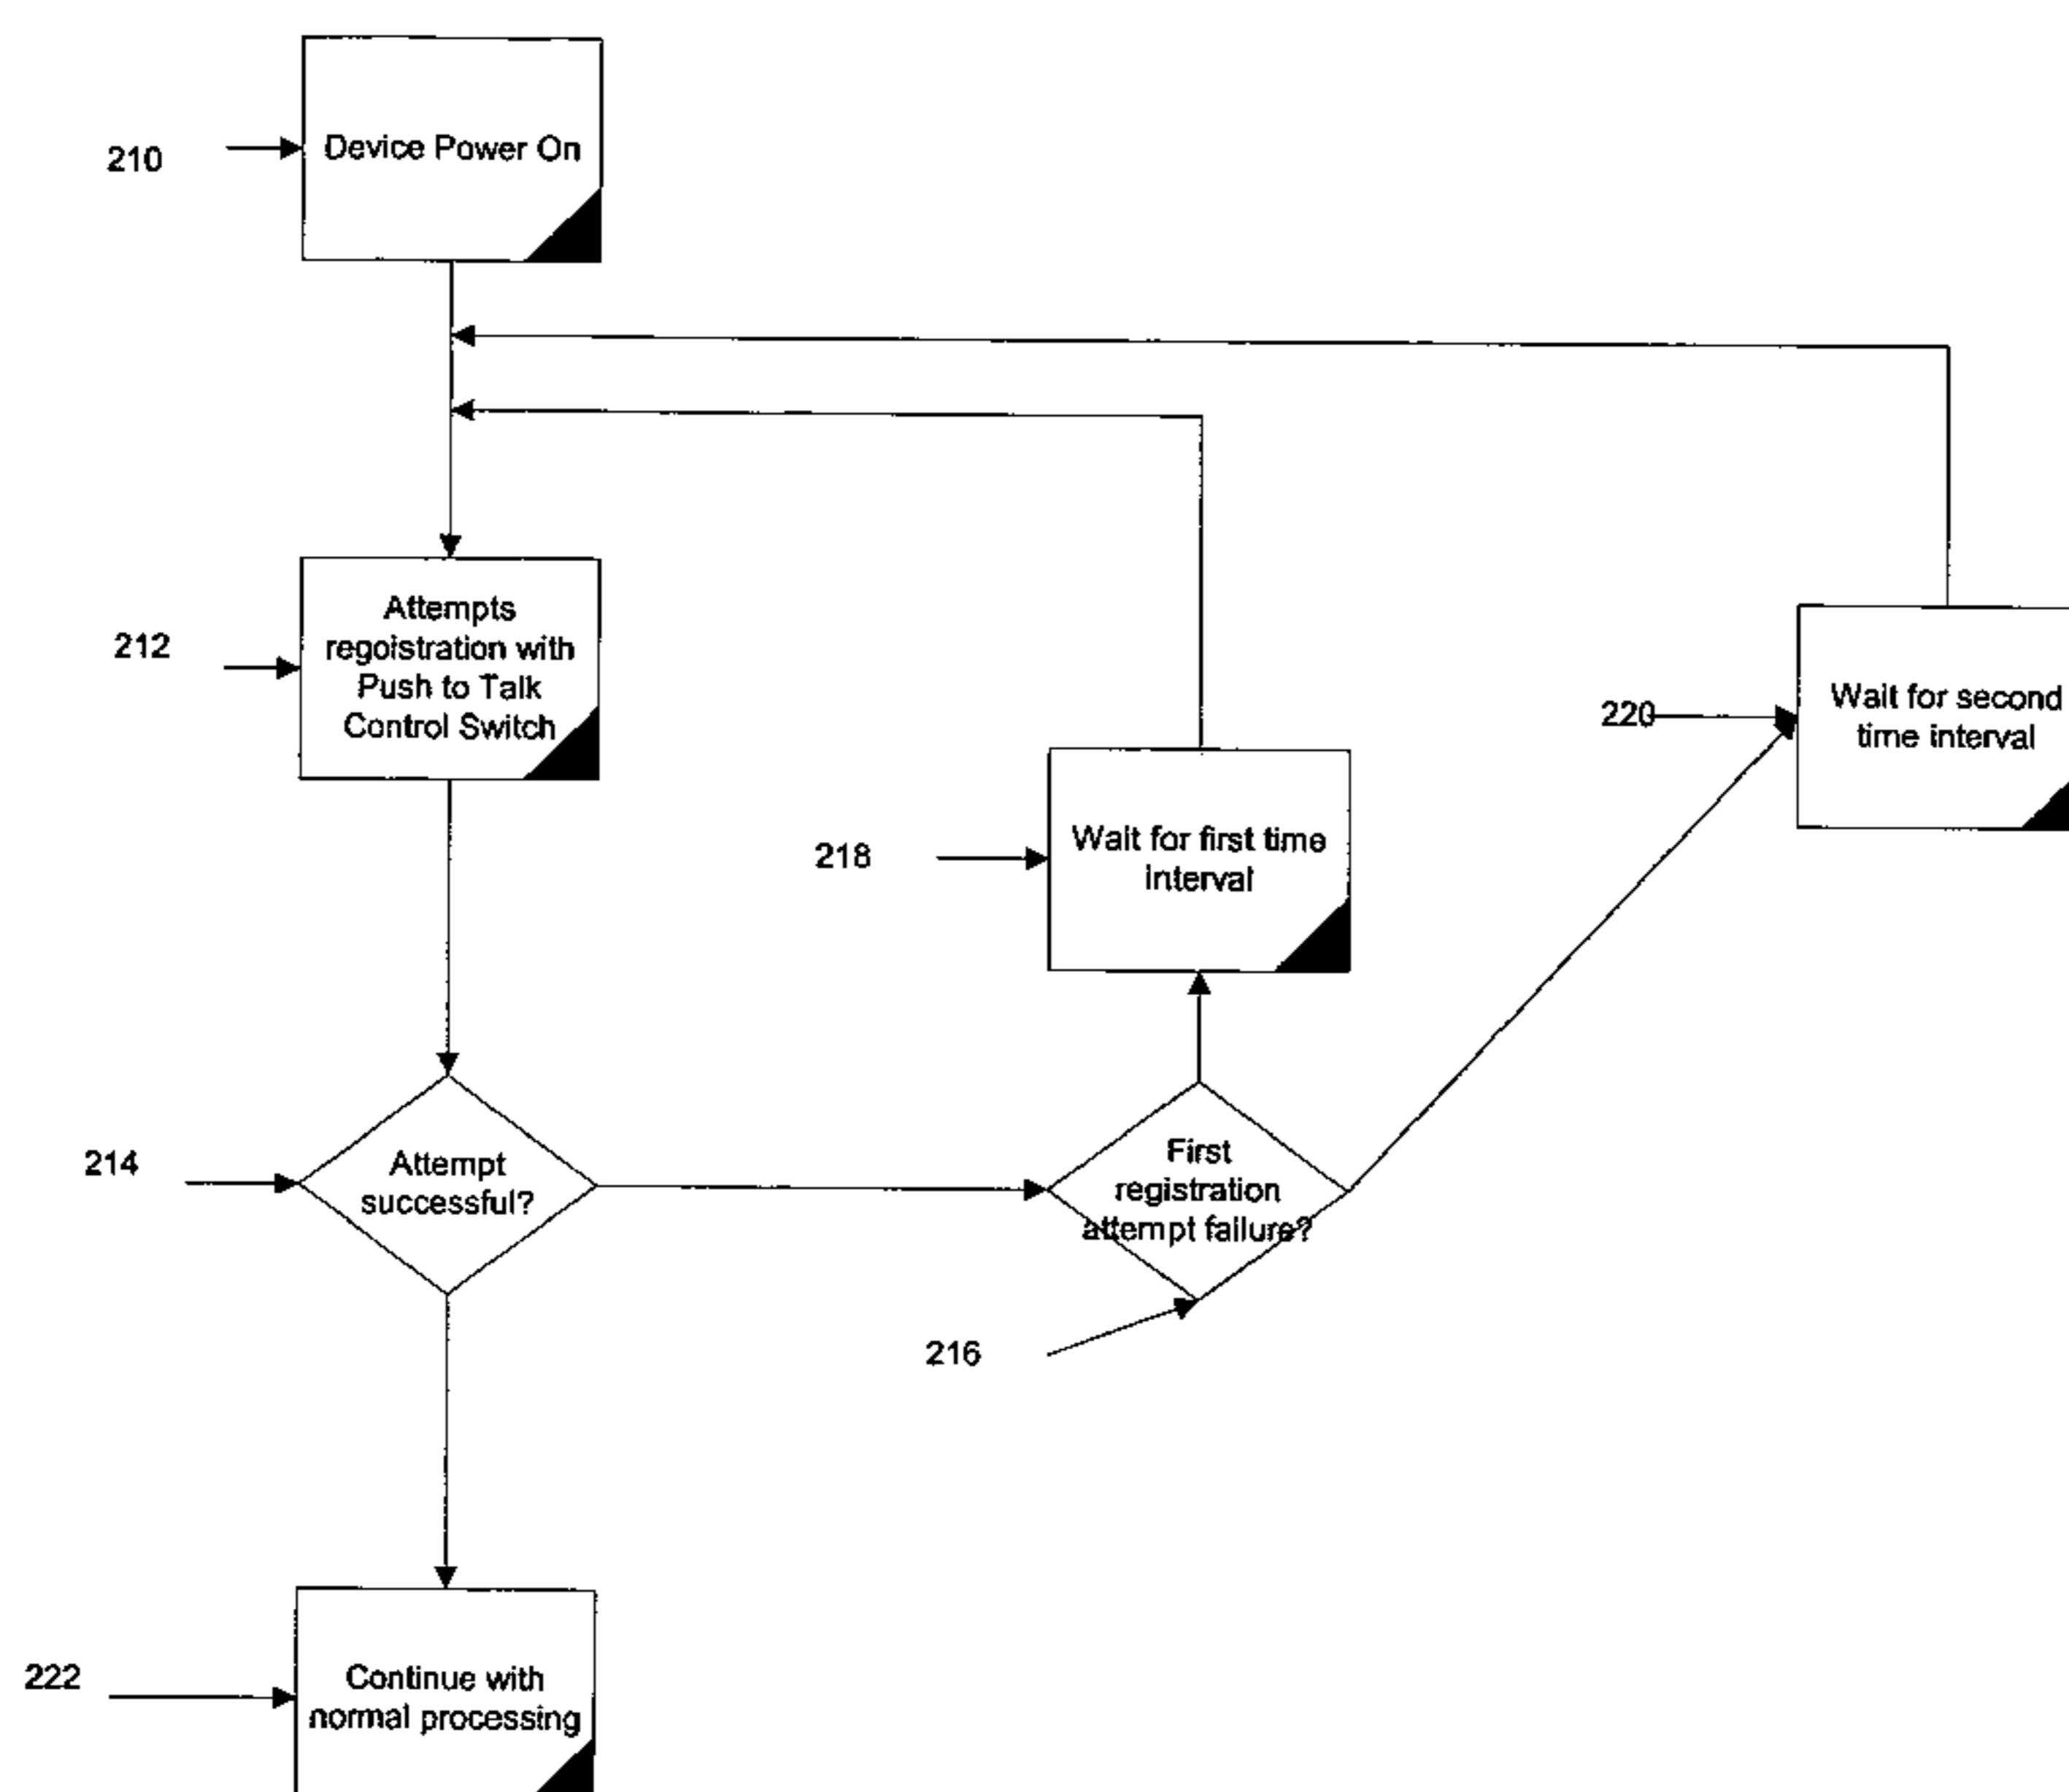 210
Device Power On
212
Attempts
regoistration with
Push to Talk
Control Switch
220
Wait for second
time interval
218
Wait for first time
interval
214
Attempt
successful?
First
registration
attempt failure?
216
222
Continue with
normal processing